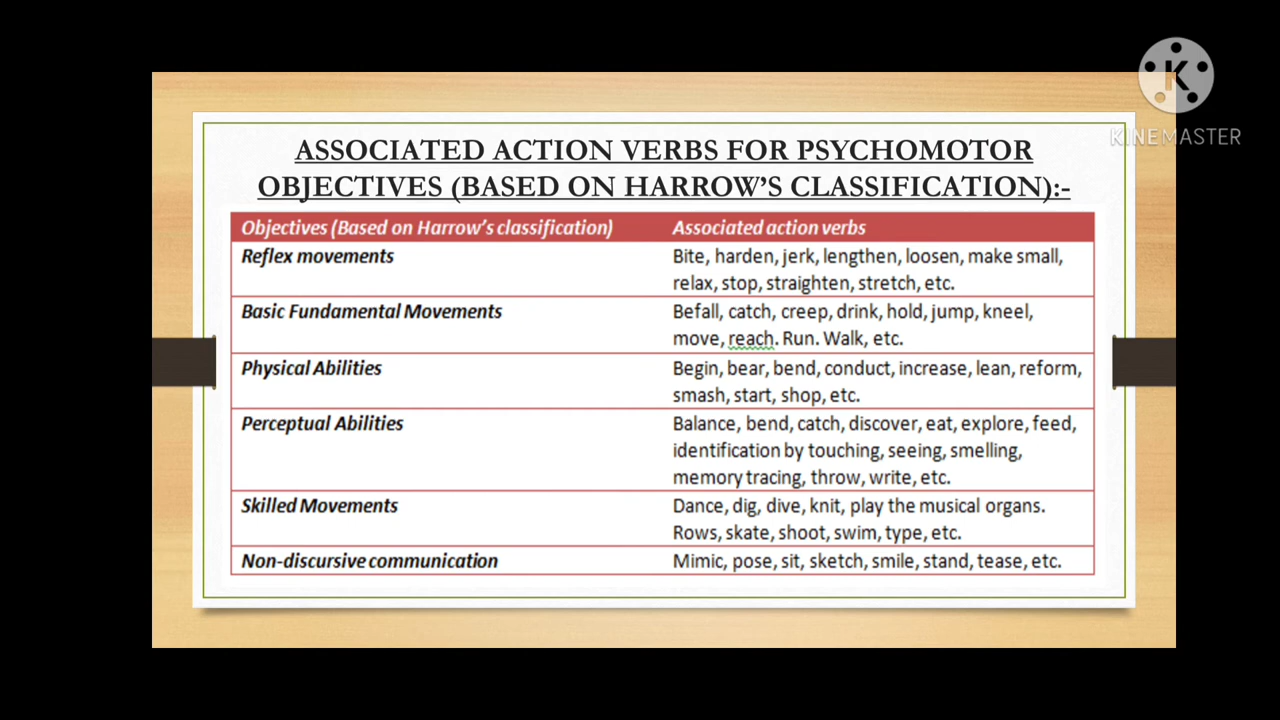 K
KINEMASTER
ASSOCIATED ACTION VERBS FOR PSYCHOMOTOR
OBJECTIVES (BASED ON HARROW'S CLASSIFICATION):-
Objectives (Based on Harrow's classification) Associated action verbs
Reflex movements Bite, harden, jerk, lengthen, loosen, make small,
relax, stop, straighten, stretch, etc.
Basic Fundamental Movements Befall, catch, creep, drink, hold, jump, kneel,
move, reach. Run. Walk, etc.
Physical Abilities Begin, bear, bend, conduct, increase, lean, reform,
smash, start, shop, etc.
Perceptual Abilities Balance, bend, catch, discover, eat, explore, feed,
identification by touching, seeing, smelling,
memory tracing, throw, write, etc.
Skilled Movements Dance, dig, dive, knit, play the musical organs.
Rows, skate, shoot, swim, type, etc.
Non-discursive communication Mimic, pose, sit, sketch, smile, stand, tease, etc.